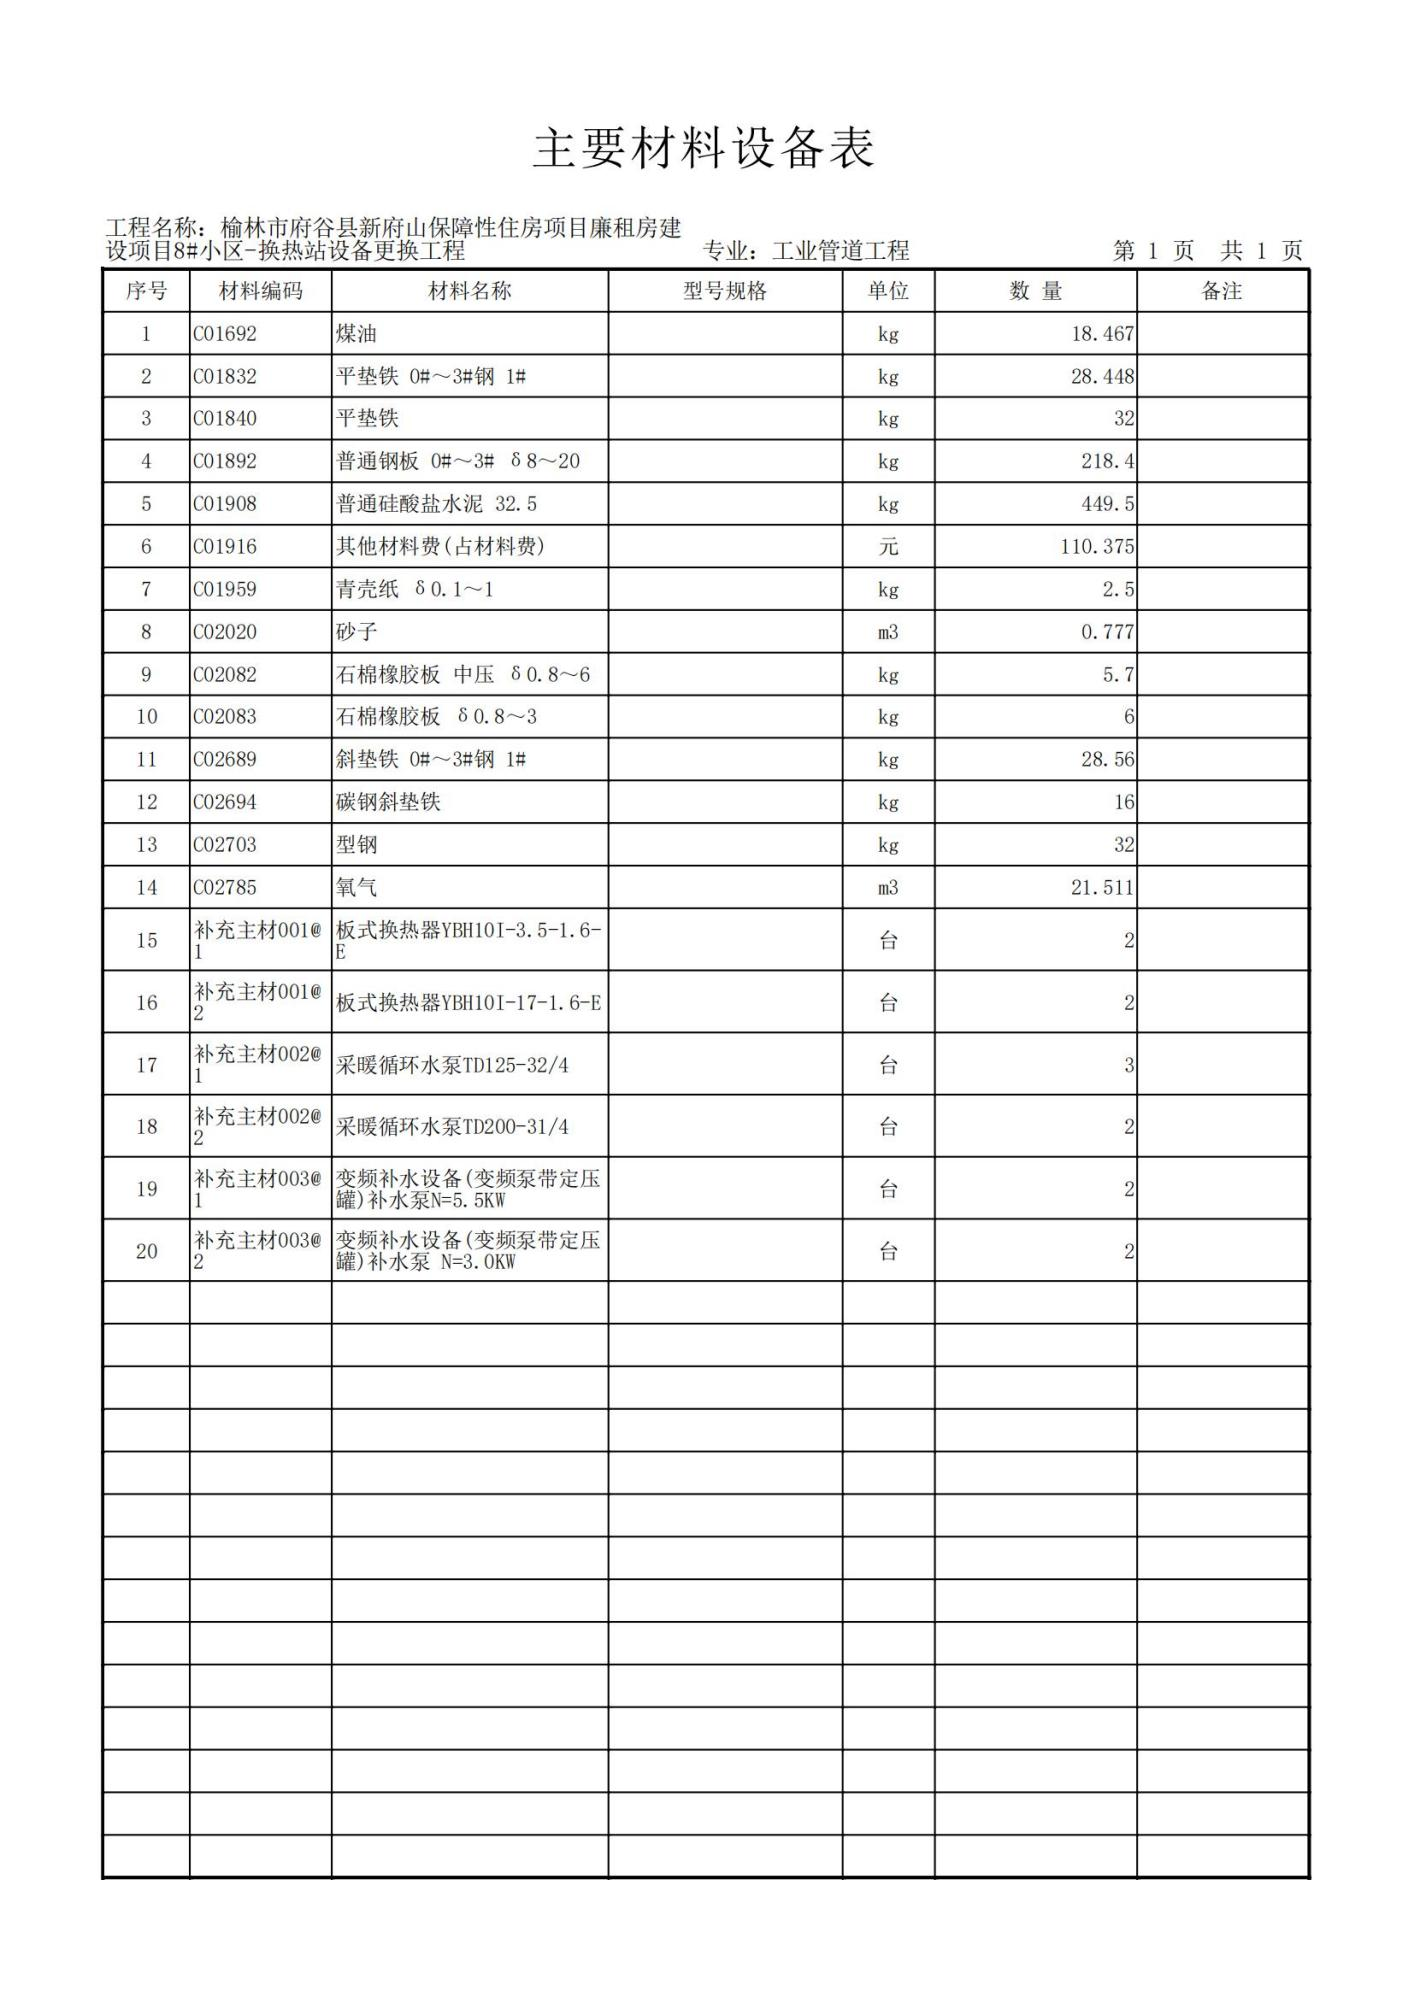 主要材料设备表
工程名称：榆林市府谷县新府山保障性住房项目廉租房建
设项目8#小区-换热站设备更换工程 专业：工业管道工程 第 1 页 共 1 页
序号 材料编码 材料名称 型号规格 单位 数 量 备注
1 C01692 煤油 kg 18.467
2 C01832 平垫铁 0#～3#钢 1# kg 28.448
3 C01840 平垫铁 kg 32
4 C01892 普通钢板 0#～3# δ8～20 kg 218.4
5 C01908 普通硅酸盐水泥 32.5 kg 449.5
6 C01916 其他材料费(占材料费) 元 110.375
7 C01959 青壳纸 δ0.1～1 kg 2.5
8 C02020 砂子 m3 0.777
9 C02082 石棉橡胶板 中压 δ0.8～6 kg 5.7
10 C02083 石棉橡胶板 δ0.8～3 kg 6
11 C02689 斜垫铁 0#～3#钢 1# kg 28.56
12 C02694 碳钢斜垫铁 kg 16
13 C02703 型钢 kg 32
14 C02785 氧气 m3 21.511
15 补充主材001@
1 板式换热器YBH10I-3.5-1.6-
E 台 2
16 补充主材001@
2 板式换热器YBH10I-17-1.6-E 台 2
17 补充主材002@
1 采暖循环水泵TD125-32/4 台 3
18 补充主材002@
2 采暖循环水泵TD200-31/4 台 2
19 补充主材003@
1 变频补水设备(变频泵带定压
罐)补水泵N=5.5KW 台 2
20 补充主材003@
2 变频补水设备(变频泵带定压
罐)补水泵 N=3.0KW 台 2